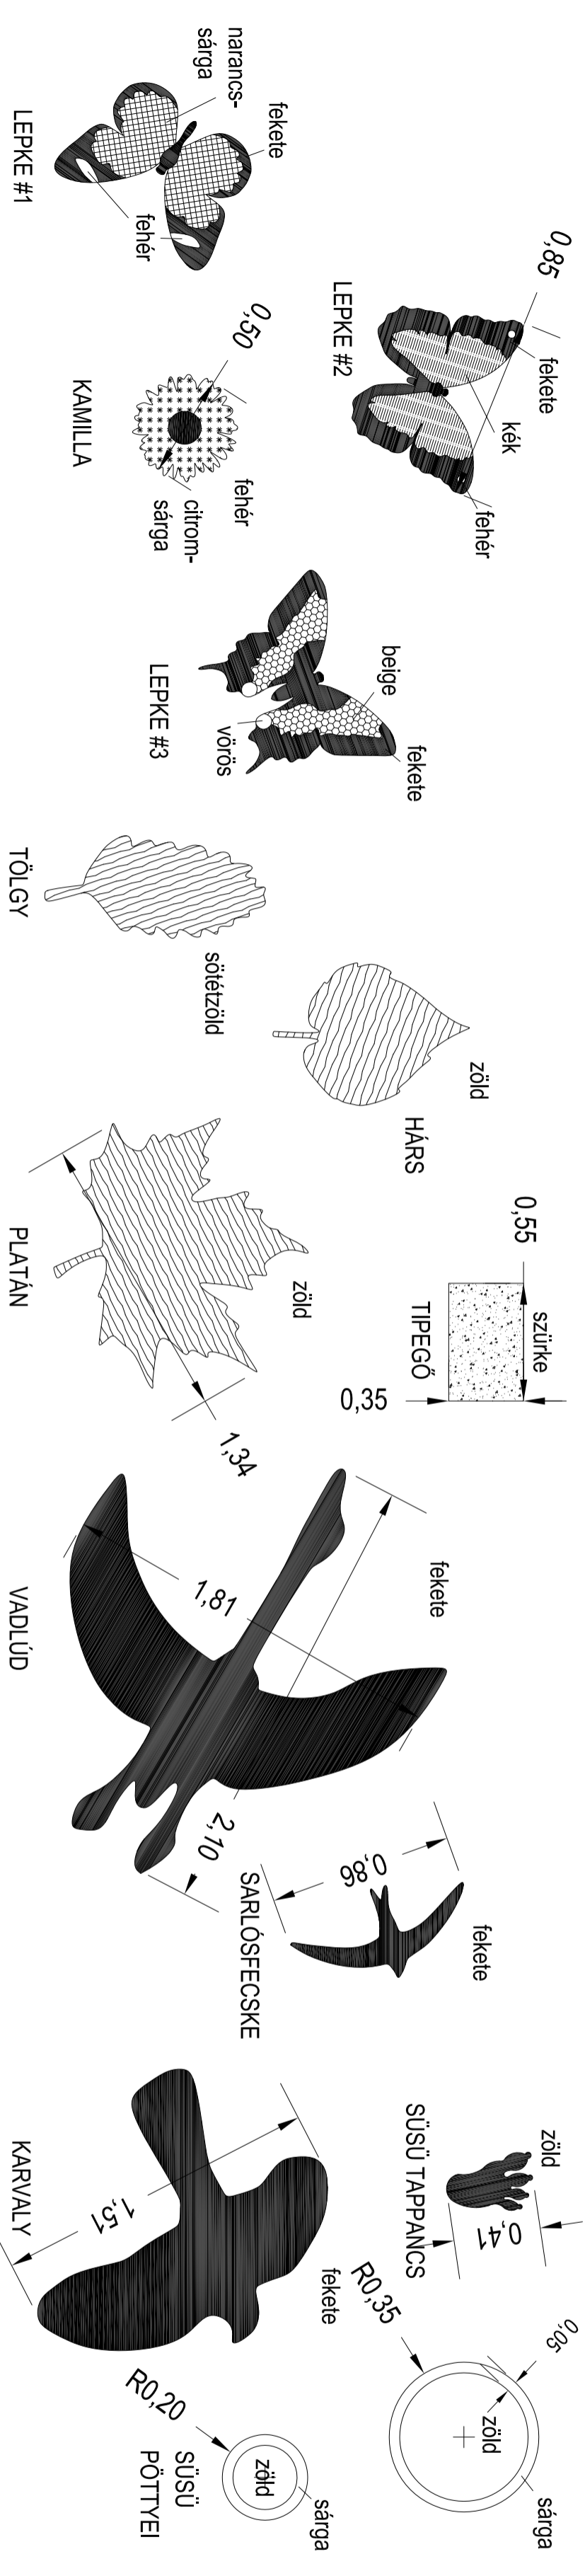 narancs-
sárga
fekete
fehér
LEPKE #1
0,85
LEPKE #2
fekete
kék
fehér
0,50
KAMILLA
fehér
citrom-
sárga
beige
fekete
vörös
LEPKE #3
TÖLGY
sötétzöld
zöld
HÁRS
PLATÁN
zöld
1,34
0,55
szürke
TIPEGŐ
0,35
fekete
1,81
2,10
VADLÚD
0,86
fekete
SARLÓSFECSKE
zöld
SÜSÜ TAPPANCS
0,41
1,51
fekete
KARVALY
R0,35
0,05
zöld
sárga
R0,20
zöld
sárga
SÜSÜ
PÖTTYEI